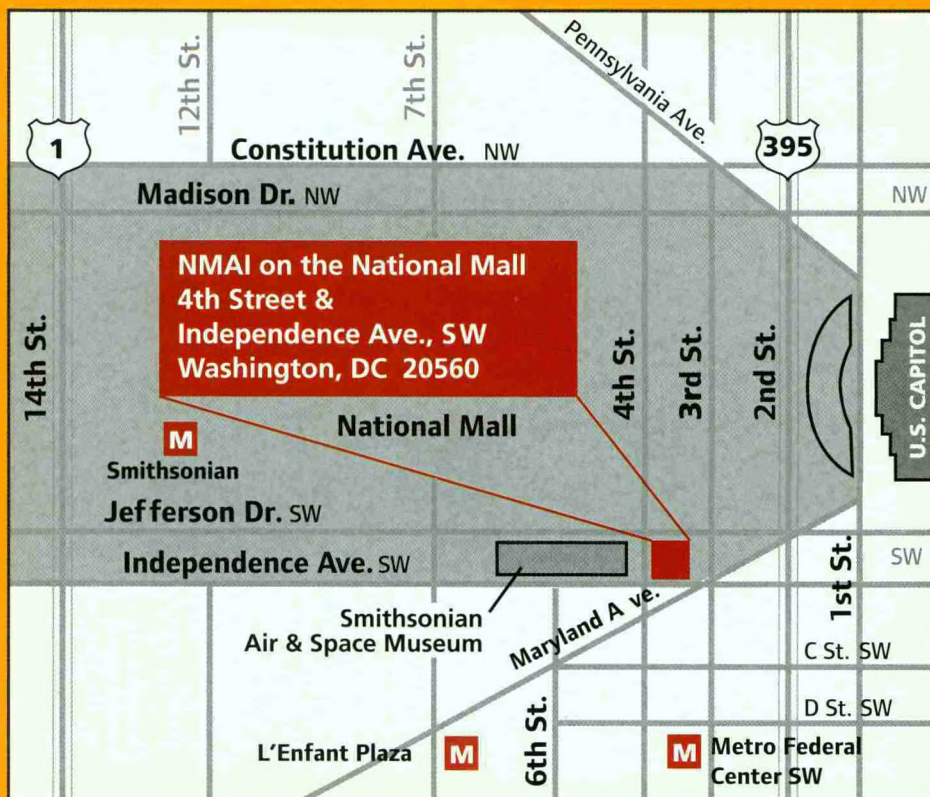 12th St.
7th St.
Pennsylvania Ave.
1
395
Constitution Ave. NW
Madison Dr. NW
NW
NMAI on the National Mall
4th Street &
Independence Ave., SW
Washington, DC 20560
14th St.
4th St.
3rd St.
2nd St.
U.S. CAPITOL
National Mall
M
Smithsonian
Jefferson Dr. SW
Independence Ave. SW
SW
1st St.
Smithsonian
Air & Space Museum
Maryland A ve.
C St. SW
D St. SW
6th St.
L'Enfant Plaza
M
M
Metro Federal
Center SW